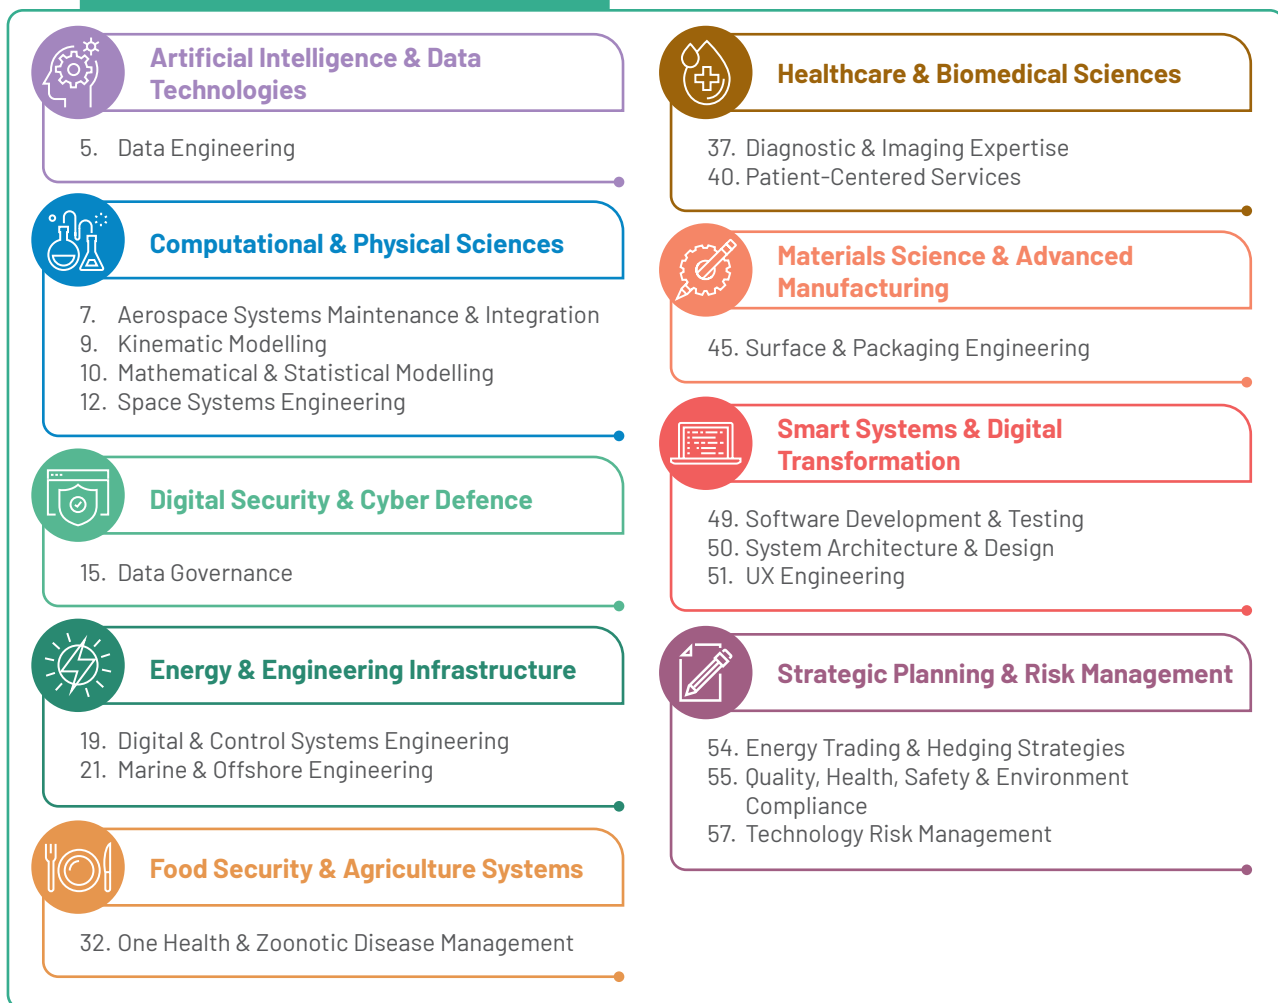 Artificial Intelligence & Data
Technologies
5. Data Engineering
Computational & Physical Sciences
7. Aerospace Systems Maintenance & Integration
9. Kinematic Modelling
10. Mathematical & Statistical Modelling
12. Space Systems Engineering
Digital Security & Cyber Defence
15. Data Governance
Energy & Engineering Infrastructure
19. Digital & Control Systems Engineering
21. Marine & Offshore Engineering
Food Security & Agriculture Systems
32. One Health & Zoonotic Disease Management
Healthcare & Biomedical Sciences
37. Diagnostic & Imaging Expertise
40. Patient-Centered Services
Materials Science & Advanced
Manufacturing
45. Surface & Packaging Engineering
Smart Systems & Digital
Transformation
49. Software Development & Testing
50. System Architecture & Design
51. UX Engineering
Strategic Planning & Risk Management
54. Energy Trading & Hedging Strategies
55. Quality, Health, Safety & Environment
Compliance
57. Technology Risk Management